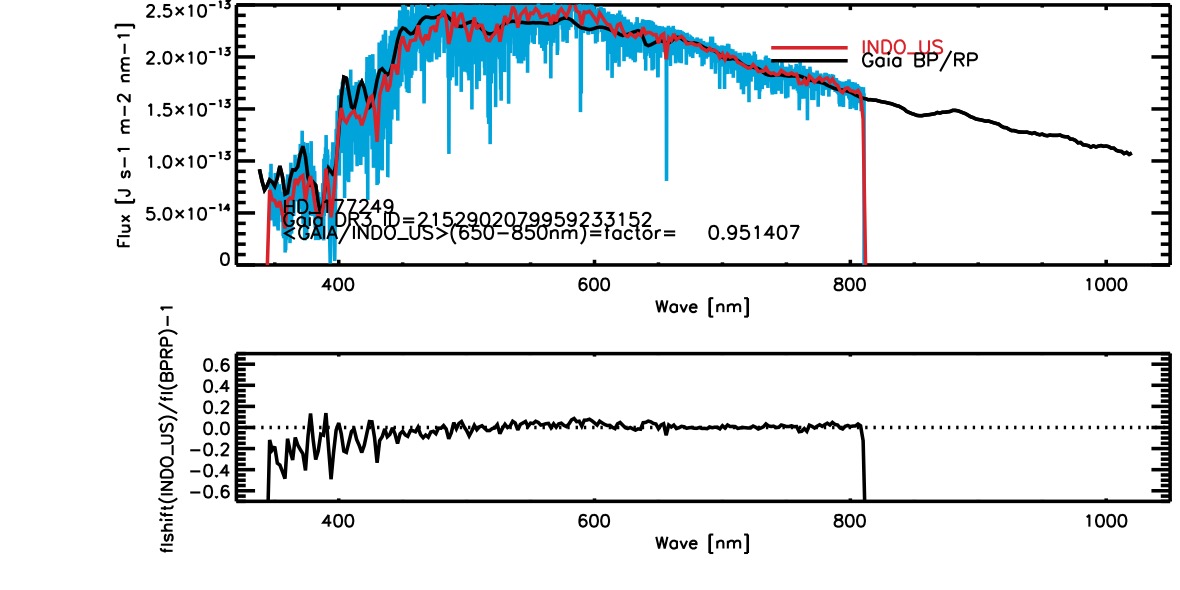 2.5×10−13
2.0×10−13
1.5×10−13
1.0×10−13
5.0×10−14
0
Flux [J s−1 m−2 nm−1]
INDO_US
Gaia BP/RP
HD_177249
Gaia DR3 ID=2152902079959233152
<GAIA/INDO_US>(650−850nm)=factor= 0.951407
400 600 800 1000
Wave [nm]
0.6
0.4
0.2
0.0
−0.2
−0.4
−0.6
flshift(INDO_US)/fl(BPRP)−1
400 600 800 1000
Wave [nm]